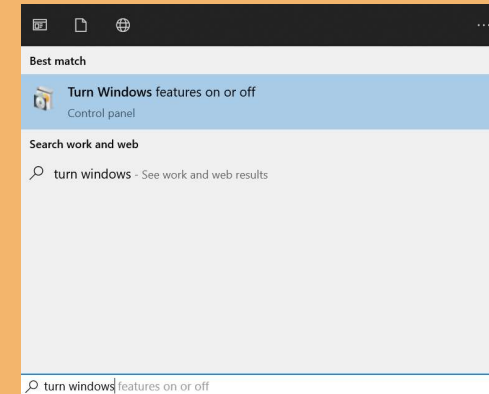 Best match
Turn Windows features on or off
Control panel
Search work and web
turn windows - See work and web results
turn windows features on or off